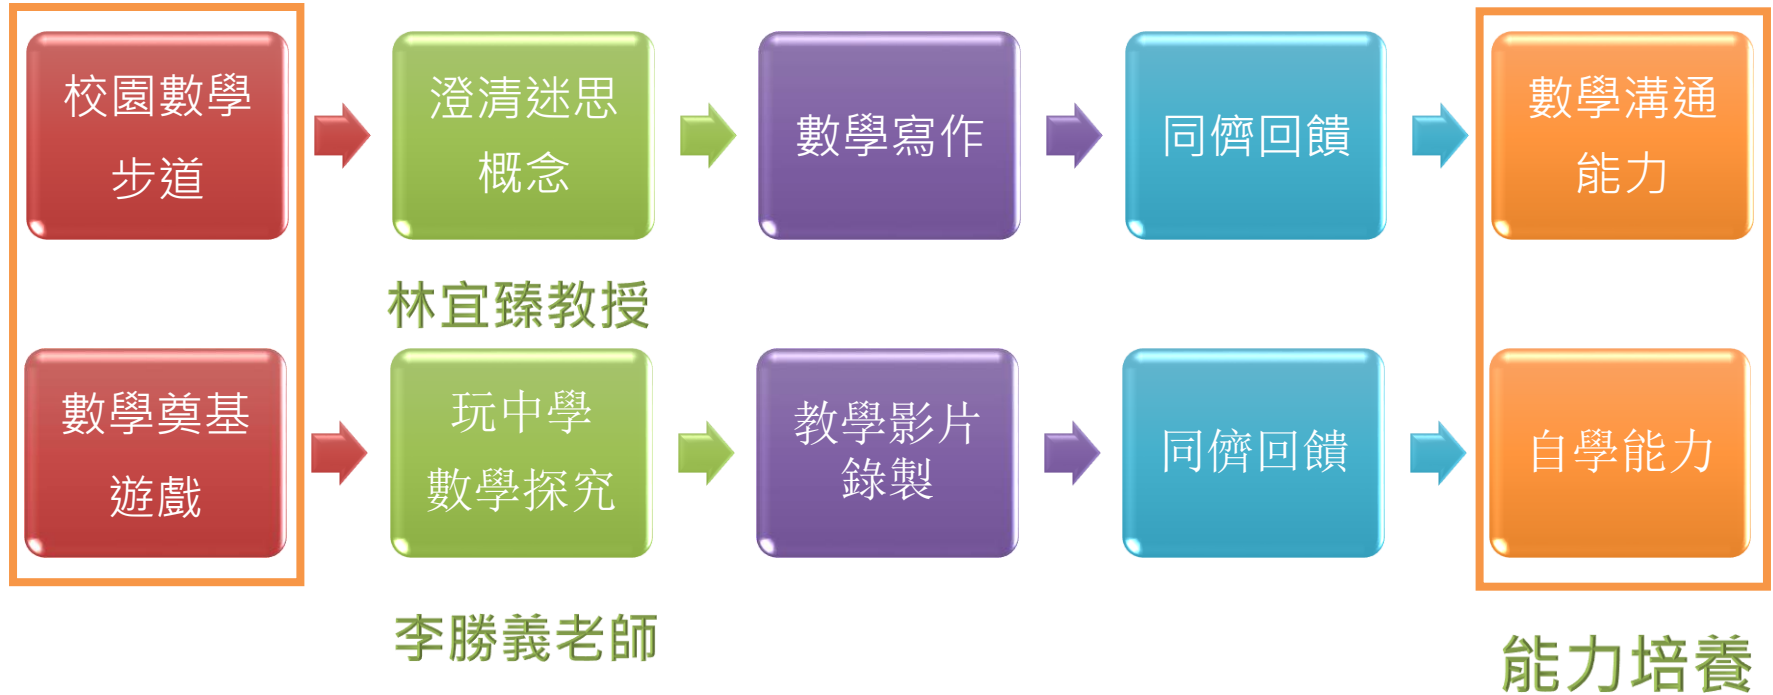 校園數學
步道
澄清迷思
概念
數學寫作
同儕回饋
數學溝通
能力
林宜臻教授
數學奠基
遊戲
玩中學
數學探究
教學影片
錄製
同儕回饋
自學能力
李勝義老師
能力培養